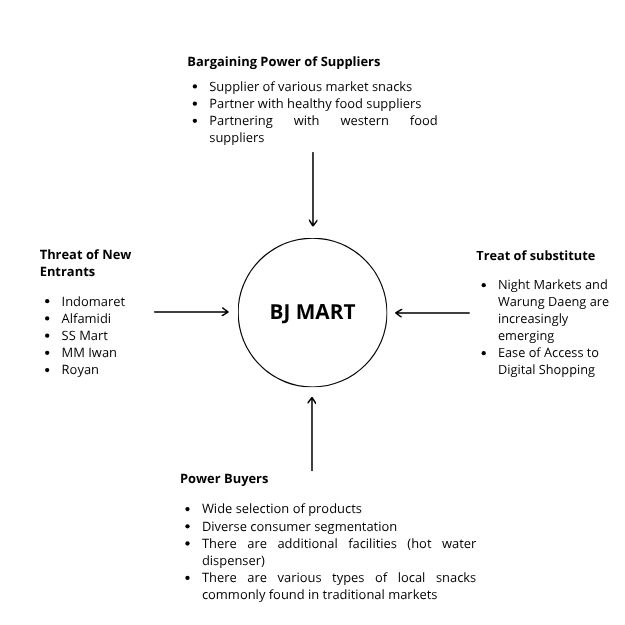 Bargaining Power of Suppliers
• Supplier of various market snacks
• Partner with healthy food suppliers
• Partnering with western food
suppliers
Threat of New
Entrants
• Indomaret
• Alfamidi
• SS Mart
• MM Iwan
• Royan
BJ MART
Treat of substitute
• Night Markets and
Warung Daeng are
increasingly
emerging
• Ease of Access to
Digital Shopping
Power Buyers
• Wide selection of products
• Diverse consumer segmentation
• There are additional facilities (hot water
dispenser)
• There are various types of local snacks
commonly found in traditional markets